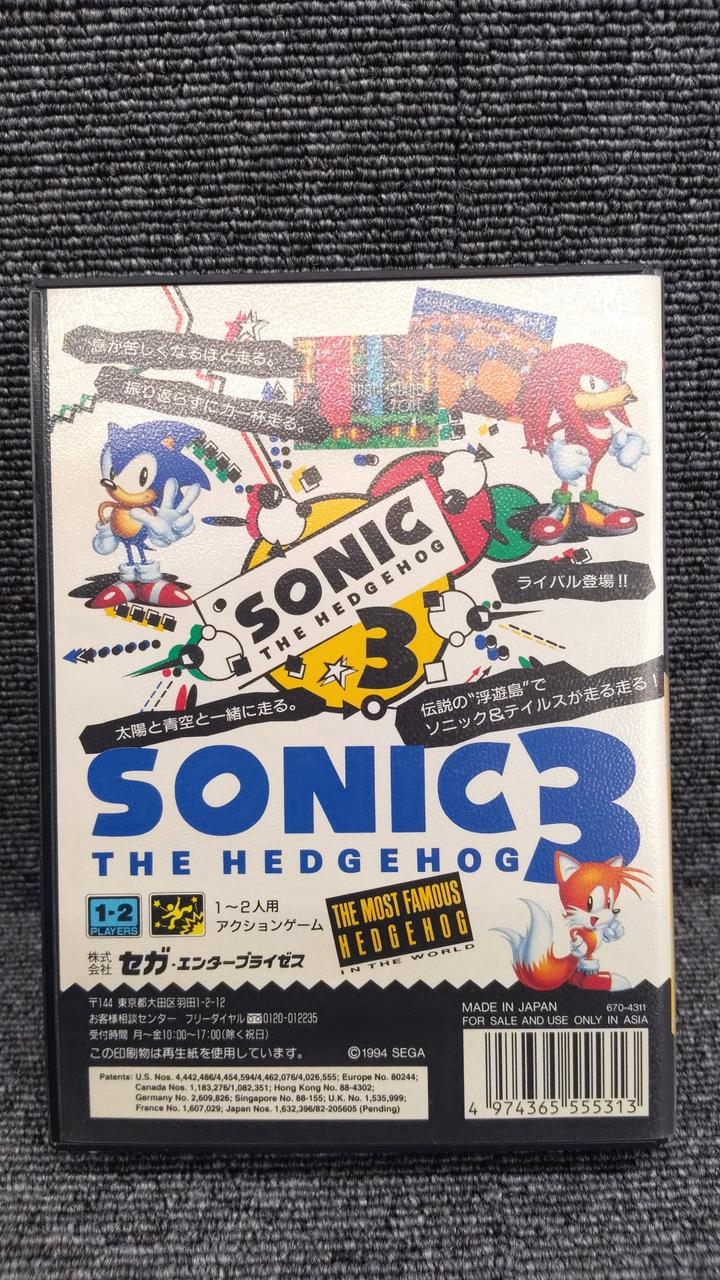 息が苦しくなるほど走る。
振り返らずに力一杯走る。
SONIC
THE HEDGEHOG
3
ライバル登場!!
太陽と青空と一緒に走る。
伝説の“浮遊島”で
ソニック&テイルスが走る走る!
SONIC 3
THE HEDGEHOG
1-2
PLAYERS
1~2人用
アクションゲーム
THE MOST FAMOUS
HEDGEHOG
IN THE WORLD
株式会社 セガ・エンタープライゼス
〒144 東京都大田区羽田1-2-12
お客様相談センター フリーダイヤル 0120-012235
受付時間 月~金10:00~17:00(除く祝日)
この印刷物は再生紙を使用しています。 ©1994 SEGA
MADE IN JAPAN 670-4311
FOR SALE AND USE ONLY IN ASIA
Patents: U.S. Nos. 4,442,486/4,454,594/4,462,076/4,026,555; Europe No. 80244;
Canada Nos. 1,183,276/1,082,351; Hong Kong No. 88-4302;
Germany No. 2,609,826; Singapore No. 88-155; U.K. No. 1,535,999;
France No. 1,607,029; Japan Nos. 1,632,396/82-205605 (Pending)
4 974365 555313